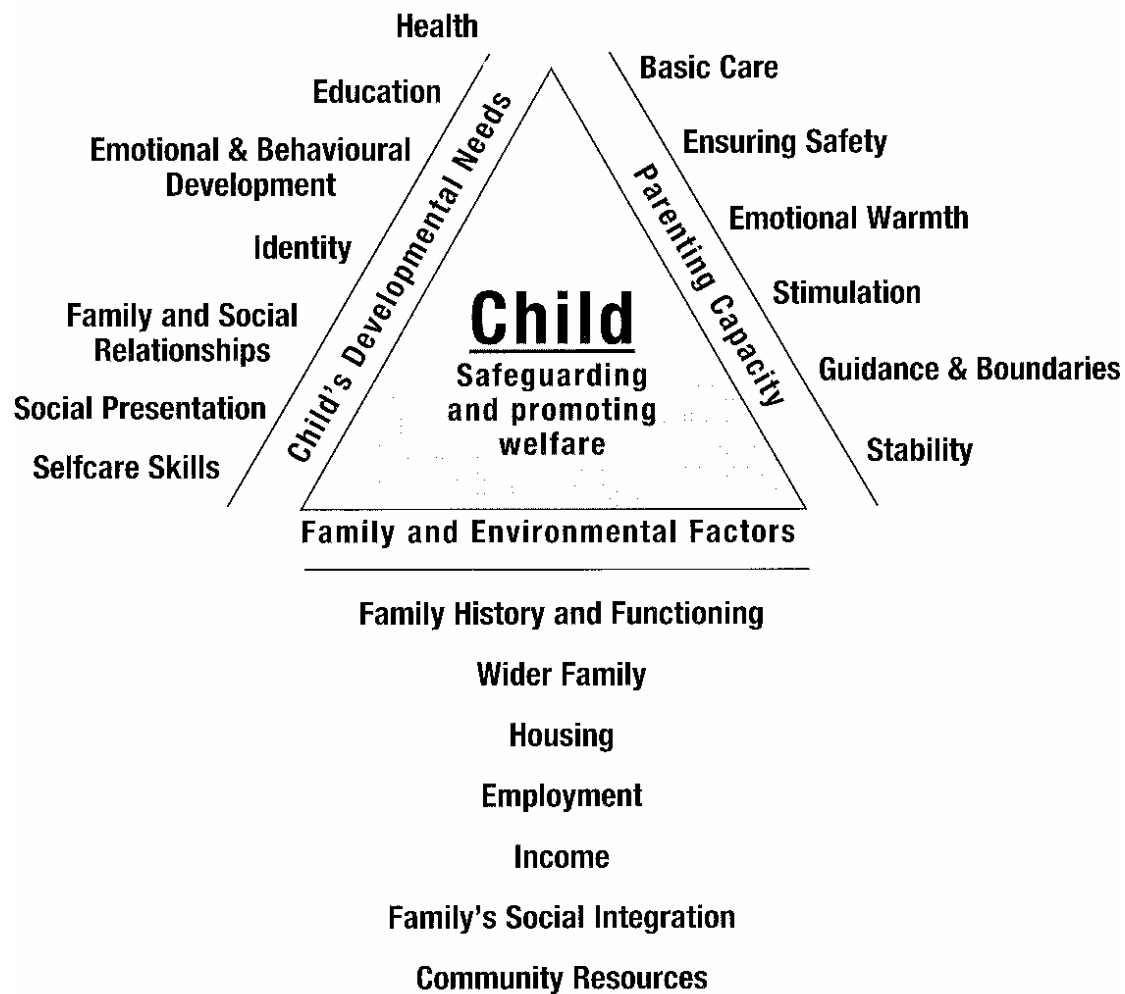 Health
Education
Emotional & Behavioural
Development
Identity
Family and Social
Relationships
Social Presentation
Selfcare Skills
Child's Developmental Needs
Basic Care
Ensuring Safety
Emotional Warmth
Stimulation
Guidance & Boundaries
Stability
Parenting Capacity
Child
Safeguarding
and promoting
welfare
Family and Environmental Factors
Family History and Functioning
Wider Family
Housing
Employment
Income
Family's Social Integration
Community Resources